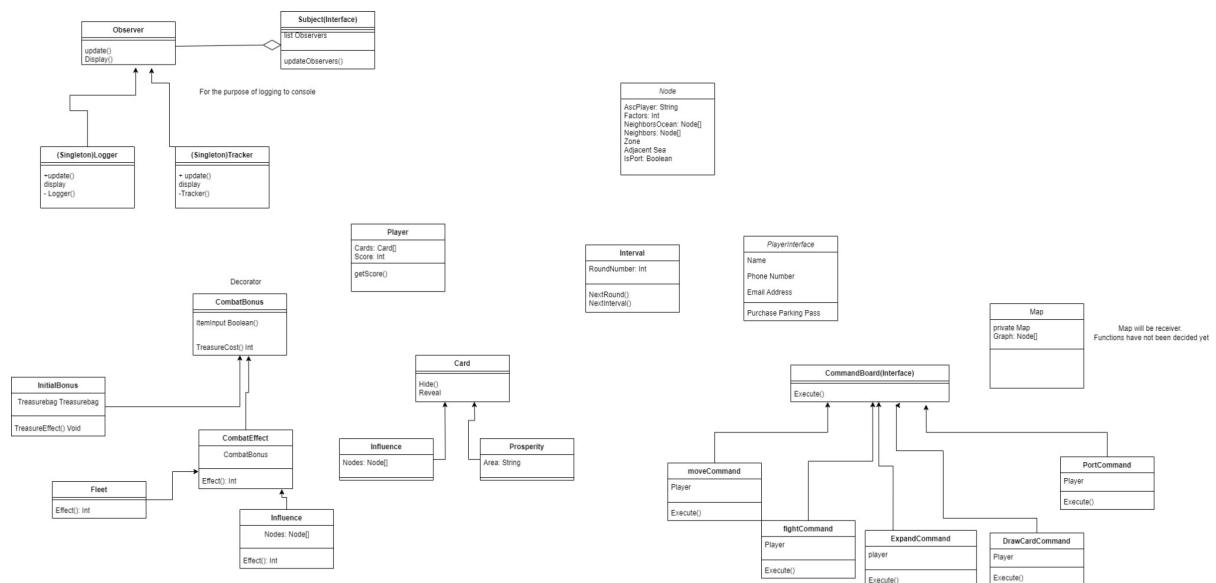 Observer
update()
Display()
Subject(Interface)
list Observers
updateObservers()
For the purpose of logging to console
(Singleton)Logger
+update()
display
- Logger()
(Singleton)Tracker
+ update()
display
-Tracker()
Node
AscPlayer: String
Factors: Int
NeighborsOcean: Node[]
Neighbors: Node[]
Zone
Adjacent Sea
IsPort: Boolean
Player
Cards: Card[]
Score: Int
getScore()
Interval
RoundNumber: Int
NextRound()
NextInterval()
PlayerInterface
Name
Phone Number
Email Address
Purchase Parking Pass
Map
private Map
Graph: Node[]
Map will be receiver.
Functions have not been decided yet
Decorator
CombatBonus
ItemInput Boolean()
TreasureCost() Int
InitialBonus
Treasurebag Treasurebag
TreasureEffect() Void
CombatEffect
CombatBonus
Effect(): Int
Fleet
Effect(): Int
Influence
Nodes: Node[]
Effect(): Int
Card
Hide()
Reveal
Influence
Nodes: Node[]
Prosperity
Area: String
CommandBoard(Interface)
Execute()
moveCommand
Player
Execute()
fightCommand
Player
Execute()
ExpandCommand
player
Execute()
DrawCardCommand
Player
Execute()
PortCommand
Player
Execute()